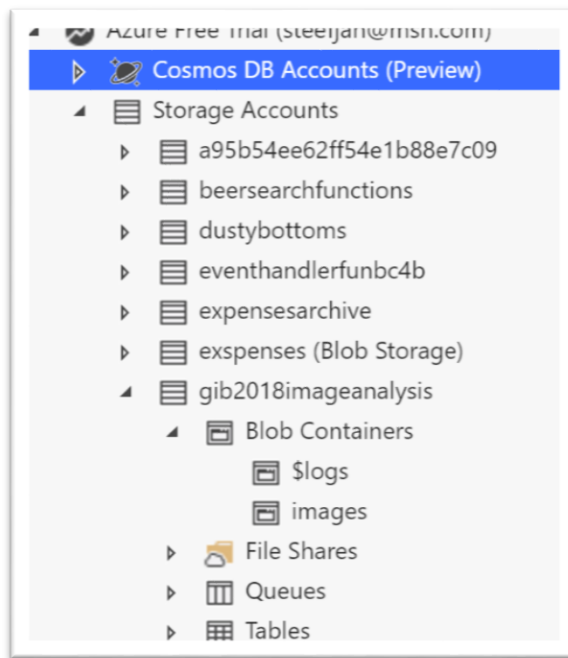 Azure Free Trial (steefjan@msn.com)
Cosmos DB Accounts (Preview)
Storage Accounts
a95b54ee62ff54e1b88e7c09
beersearchfunctions
dustybottoms
eventhandlerfunbc4b
expensesarchive
exspenses (Blob Storage)
gib2018imageanalysis
Blob Containers
$logs
images
File Shares
Queues
Tables